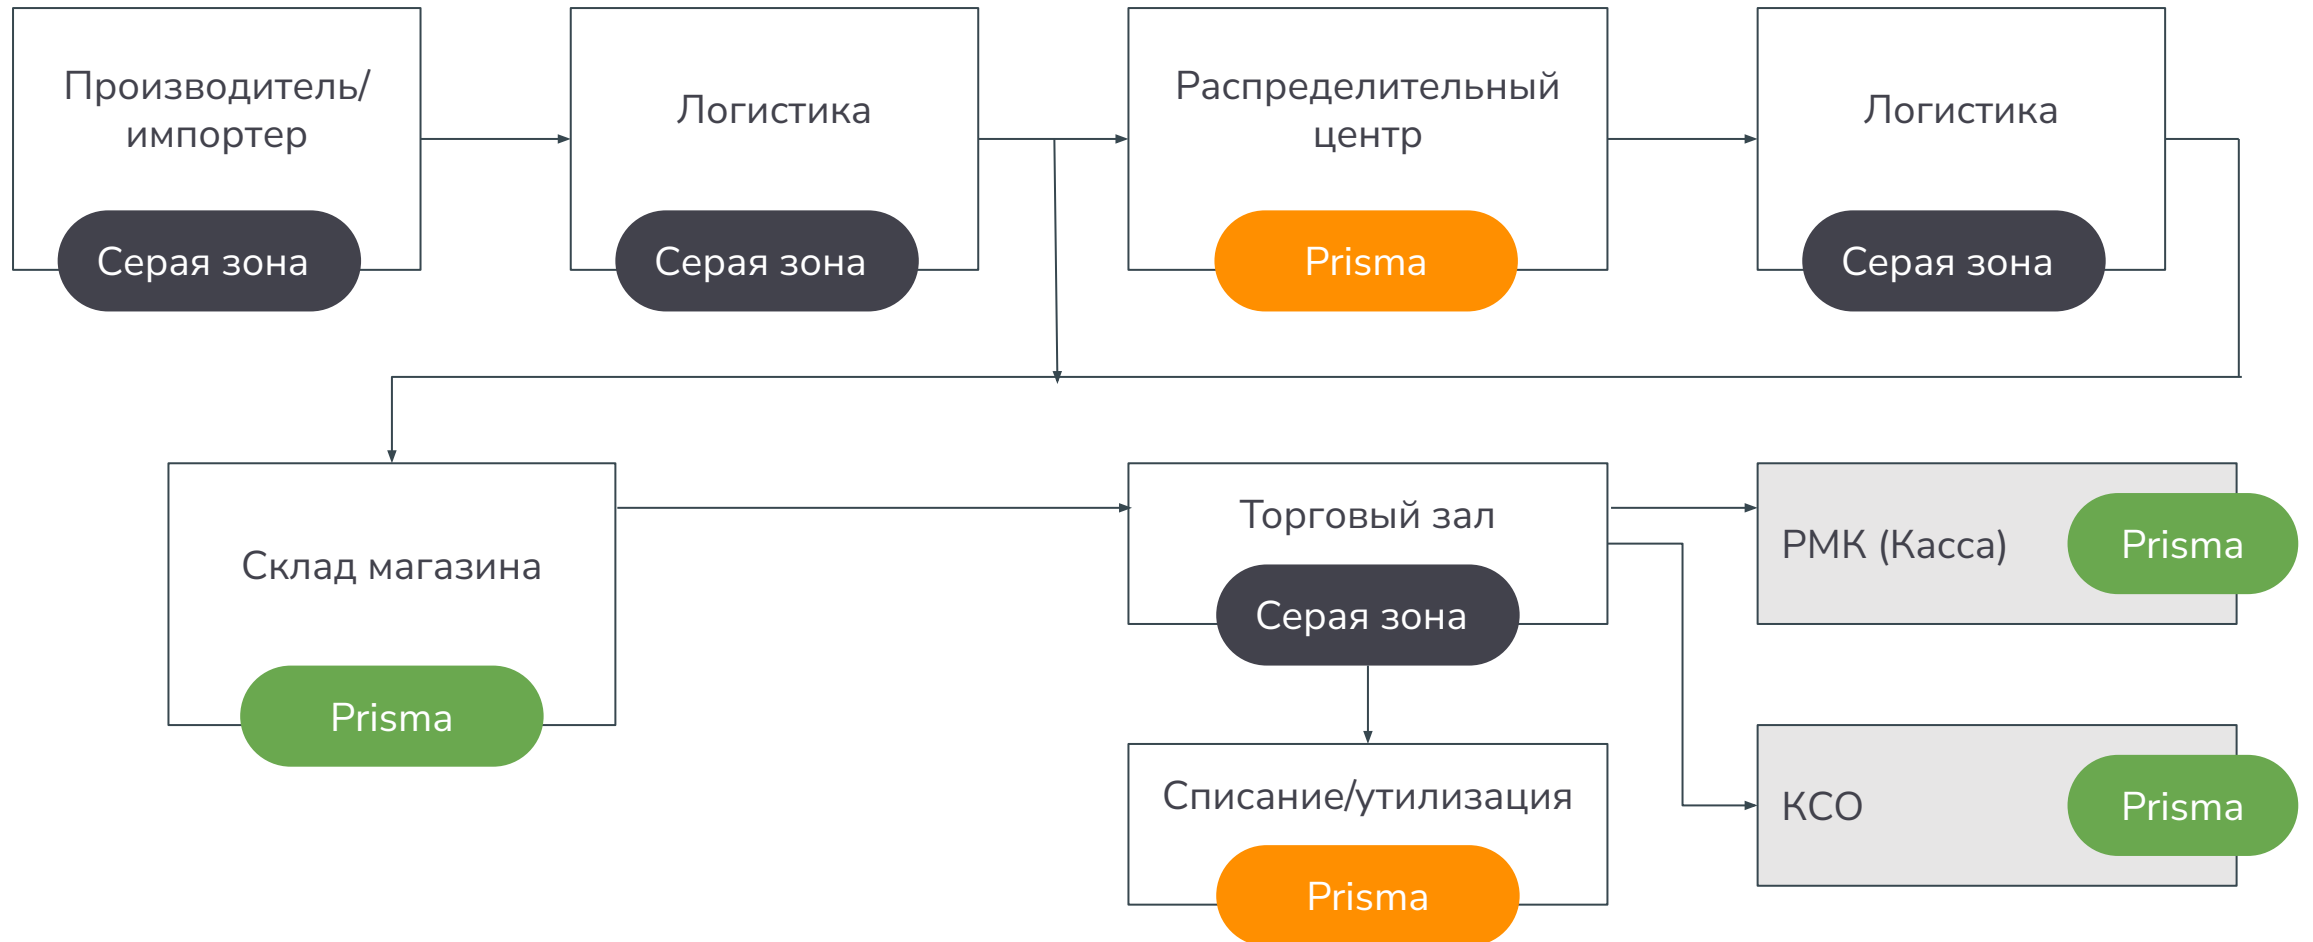 Производитель/
импортер
Серая зона
Логистика
Серая зона
Распределительный
центр
Prisma
Логистика
Серая зона
Склад магазина
Prisma
Торговый зал
Серая зона
РМК (Касса)
Prisma
Списание/утилизация
Prisma
КСО
Prisma